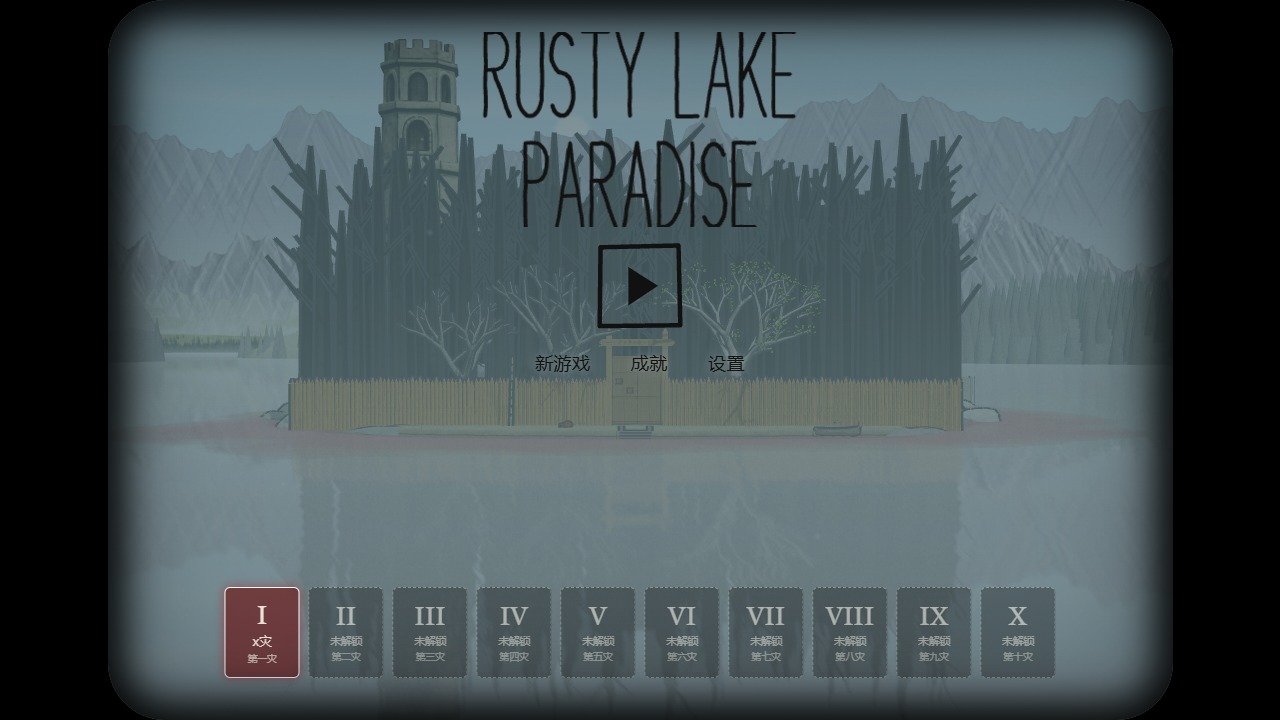 RUSTY LAKE
PARADISE
新游戏 成就 设置
I II III IV V VI VII VIII IX X
x灾 未解锁 未解锁 未解锁 未解锁 未解锁 未解锁 未解锁 未解锁 未解锁
第一灾 第二灾 第三灾 第四灾 第五灾 第六灾 第七灾 第八灾 第九灾 第十灾